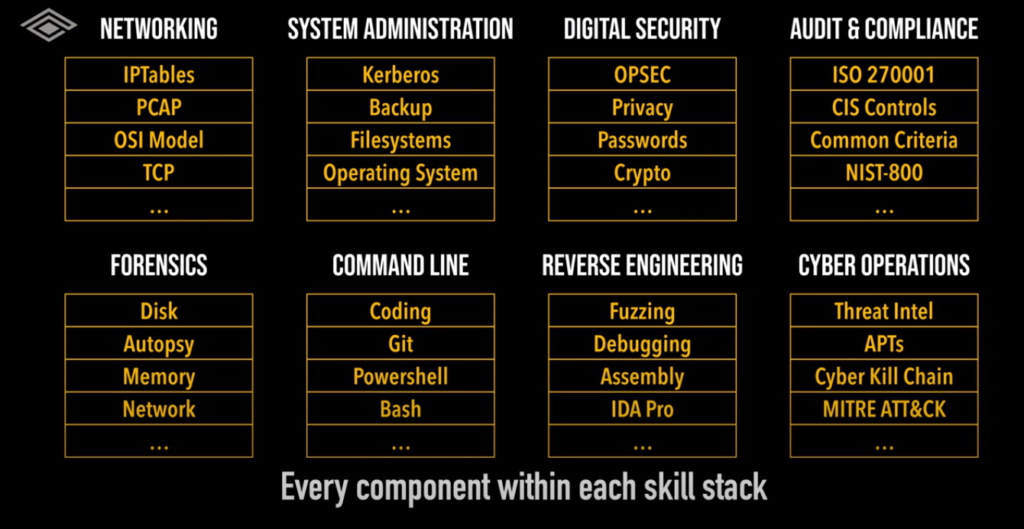 NETWORKING
IPTables
PCAP
OSI Model
TCP
...
SYSTEM ADMINISTRATION
Kerberos
Backup
Filesystems
Operating System
...
DIGITAL SECURITY
OPSEC
Privacy
Passwords
Crypto
...
AUDIT & COMPLIANCE
ISO 270001
CIS Controls
Common Criteria
NIST-800
...
FORENSICS
Disk
Autopsy
Memory
Network
...
COMMAND LINE
Coding
Git
Powershell
Bash
...
REVERSE ENGINEERING
Fuzzing
Debugging
Assembly
IDA Pro
...
CYBER OPERATIONS
Threat Intel
APTs
Cyber Kill Chain
MITRE ATT&CK
...
Every component within each skill stack